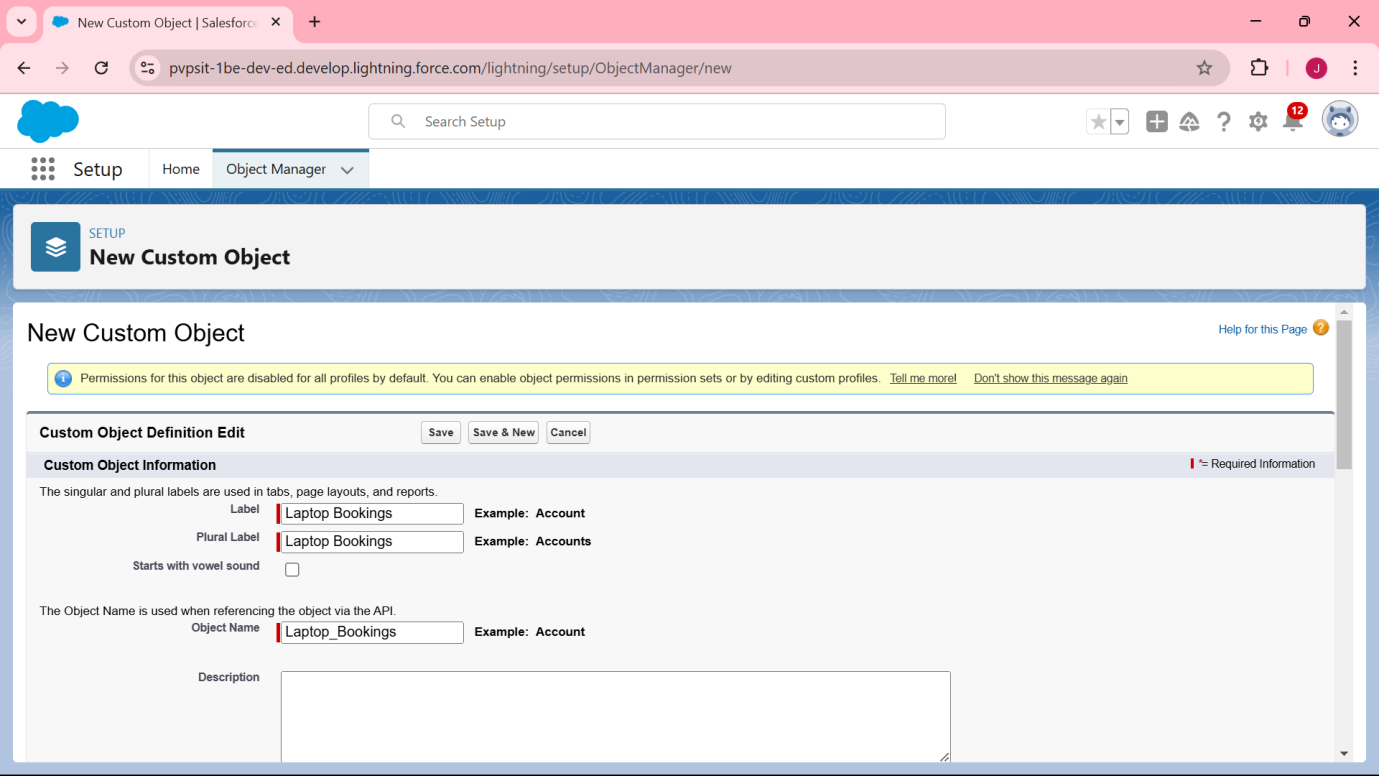 New Custom Object | Salesforce
pvpsit-1be-dev-ed.develop.lightning.force.com/lightning/setup/ObjectManager/new
J
Search Setup
12
Setup
Home
Object Manager
SETUP
New Custom Object
New Custom Object
Help for this Page ?
i Permissions for this object are disabled for all profiles by default. You can enable object permissions in permission sets or by editing custom profiles. Tell me more! Don't show this message again
Custom Object Definition Edit Save Save & New Cancel
Custom Object Information *= Required Information
The singular and plural labels are used in tabs, page layouts, and reports.
Label Laptop Bookings Example: Account
Plural Label Laptop Bookings Example: Accounts
Starts with vowel sound
The Object Name is used when referencing the object via the API.
Object Name Laptop_Bookings Example: Account
Description